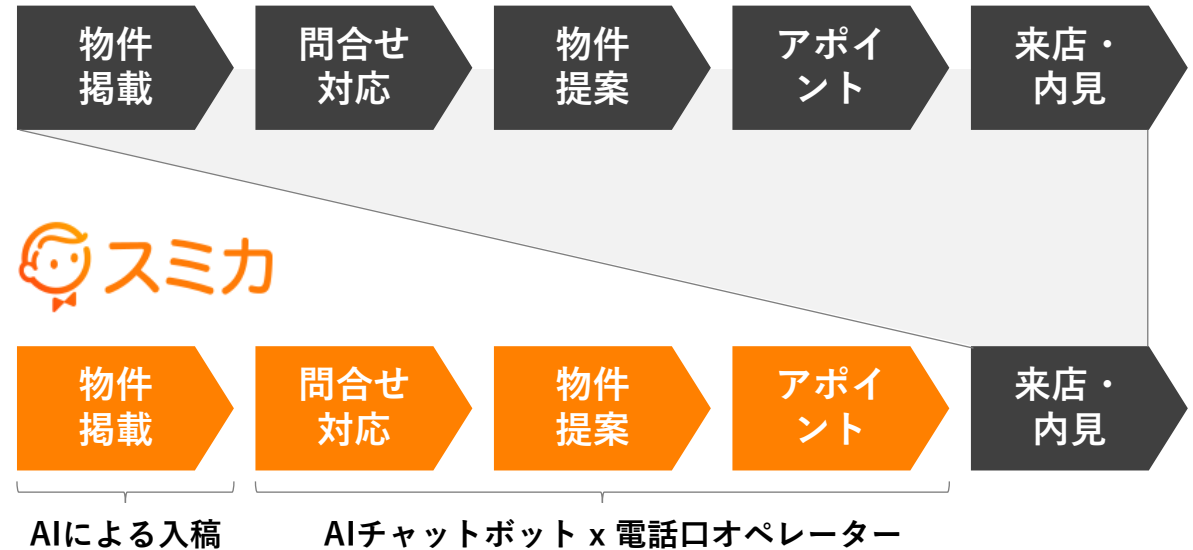 物件
掲載
問合せ
対応
物件
提案
アポイ
ント
来店・
内見
スミカ
物件
掲載
問合せ
対応
物件
提案
アポイ
ント
来店・
内見
AIによる入稿
AIチャットボット x 電話口オペレーター